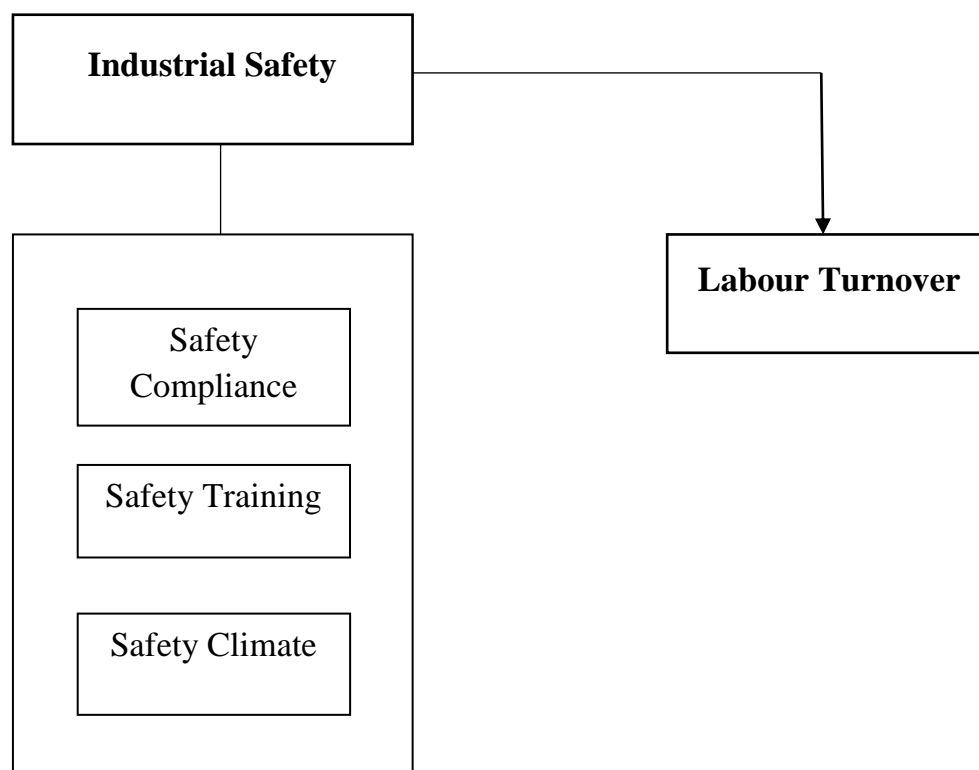 Industrial Safety
Labour Turnover
Safety
Compliance
Safety Training
Safety Climate